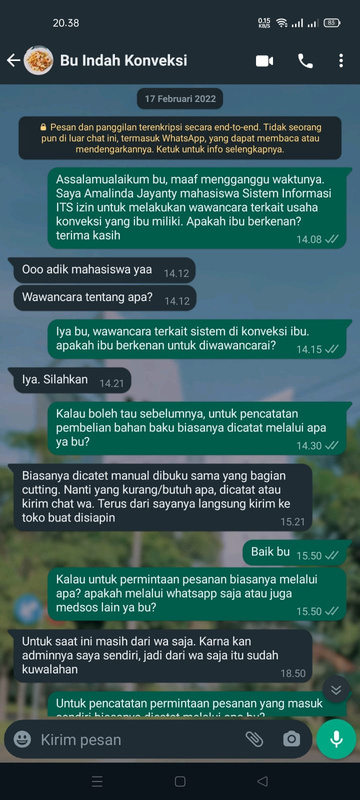 20.38
0.15
KB/S
83
Bu Indah Konveksi
17 Februari 2022
Pesan dan panggilan terenkripsi secara end-to-end. Tidak seorang
pun di luar chat ini, termasuk WhatsApp, yang dapat membaca atau
mendengarkannya. Ketuk untuk info selengkapnya.
Assalamualaikum bu, maaf mengganggu waktunya.
Saya Amalinda Jayanty mahasiswa Sistem Informasi
ITS izin untuk melakukan wawancara terkait usaha
konveksi yang ibu miliki. Apakah ibu berkenan?
terima kasih
14.08
Ooo adik mahasiswa yaa 14.12
Wawancara tentang apa? 14.12
Iya bu, wawancara terkait sistem di konveksi ibu.
apakah ibu berkenan untuk diwawancarai?
14.15
Iya. Silahkan 14.21
Kalau boleh tau sebelumnya, untuk pencatatan
pembelian bahan baku biasanya dicatat melalui apa
ya bu?
14.30
Biasanya dicatet manual dibuku sama yang bagian
cutting. Nanti yang kurang/butuh apa, dicatat atau
kirim chat wa. Terus dari sayanya langsung kirim ke
toko buat disiapin
15.21
Baik bu 15.50
Kalau untuk permintaan pesanan biasanya melalui
apa? apakah melalui whatsapp saja atau juga
medsos lain ya bu?
15.50
Untuk saat ini masih dari wa saja. Karna kan
adminnya saya sendiri, jadi dari wa saja itu sudah
kuwalahan
18.50
Untuk pencatatan permintaan pesanan yang masuk
sendiri biasanya dicatat melalui apa bu?
Kirim pesan